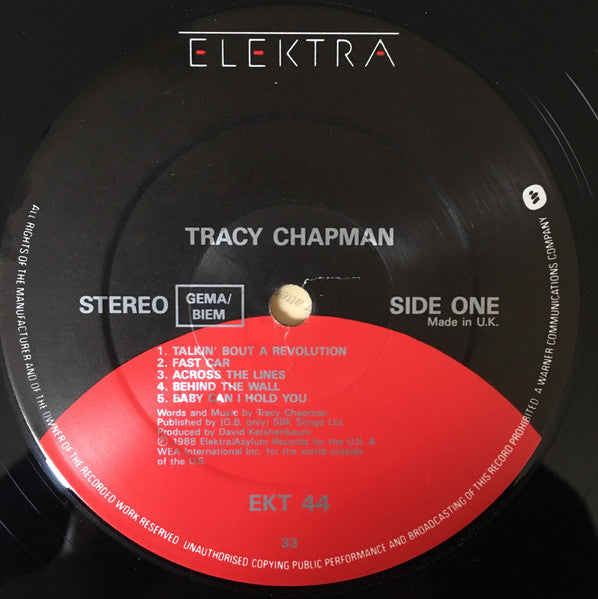 ELEKTRA
TRACY CHAPMAN
STEREO
GEMA/
BIEM
SIDE ONE
Made in U.K.
1. TALKIN' BOUT A REVOLUTION
2. FAST CAR
3. ACROSS THE LINES
4. BEHIND THE WALL
5. BABY CAN I HOLD YOU
Words and Music by Tracy Chapman
Published by (G.B. only) SBK Songs Ltd.
Produced by David Kershenbaum
℗ 1988 Elektra/Asylum Records for the U.S. &
WEA International Inc. for the world outside
of the U.S.
EKT 44
33
ALL RIGHTS OF THE MANUFACTURER AND OF THE OWNER OF THE RECORDED WORK RESERVED UNAUTHORISED COPYING PUBLIC PERFORMANCE AND BROADCASTING OF THIS RECORD PROHIBITED A WARNER COMMUNICATIONS COMPANY